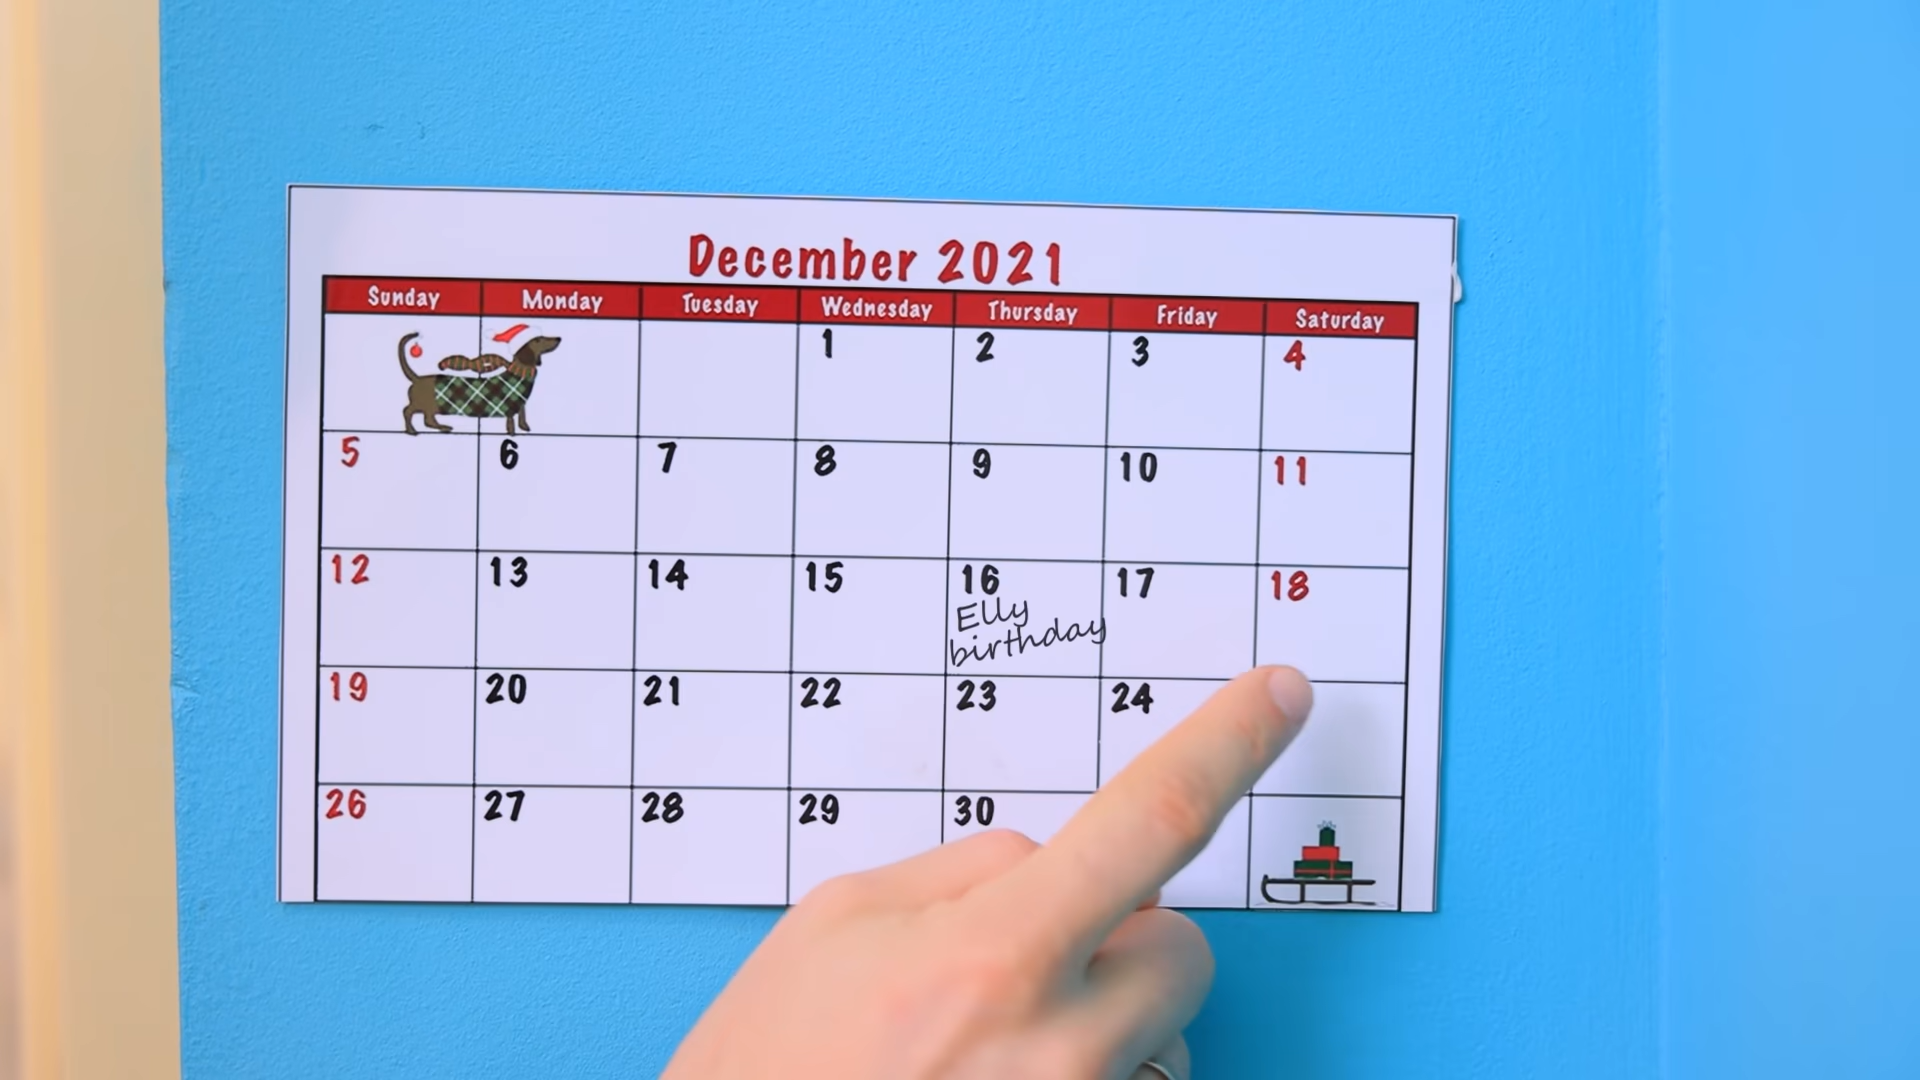 December 2021
Sunday Monday Tuesday Wednesday Thursday Friday Saturday
1 2 3 4
5 6 7 8 9 10 11
12 13 14 15 16 17 18
Elly
birthday
19 20 21 22 23 24
26 27 28 29 30